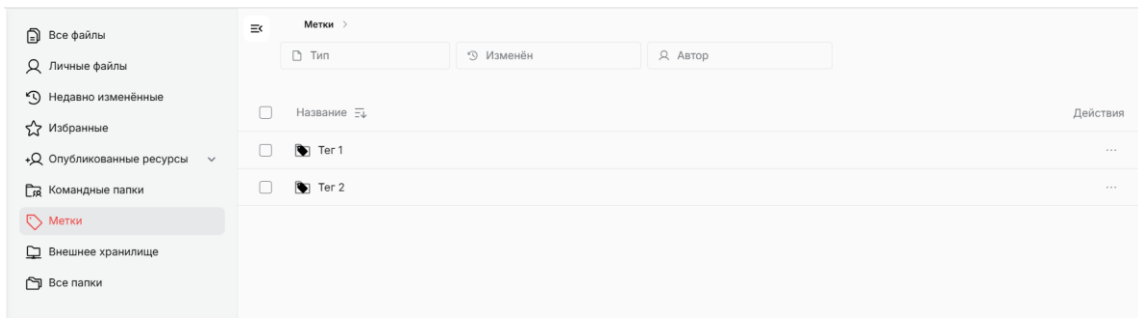 Все файлы
Личные файлы
Недавно изменённые
Избранные
Опубликованные ресурсы
Командные папки
Метки
Внешнее хранилище
Все папки
Метки
Тип
Изменён
Автор
Название
Действия
Тег 1
...
Тег 2
...